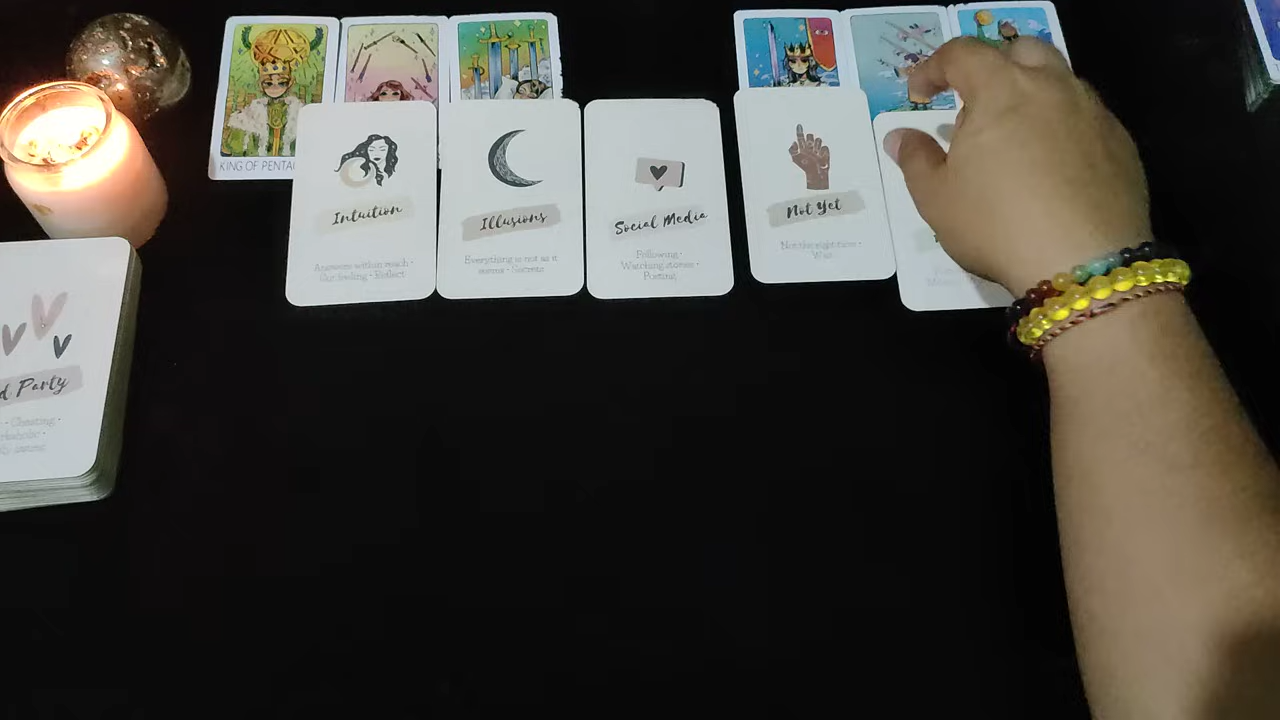 KING OF PENTA
Intuition
Answers within reach •
Gut feeling • Reflect
Illusions
Everything is not as it
seems • Secrets
Social Media
Following •
Watching stories •
Posting
Not Yet
Not the right time •
Wait
d Party
• Cheating •